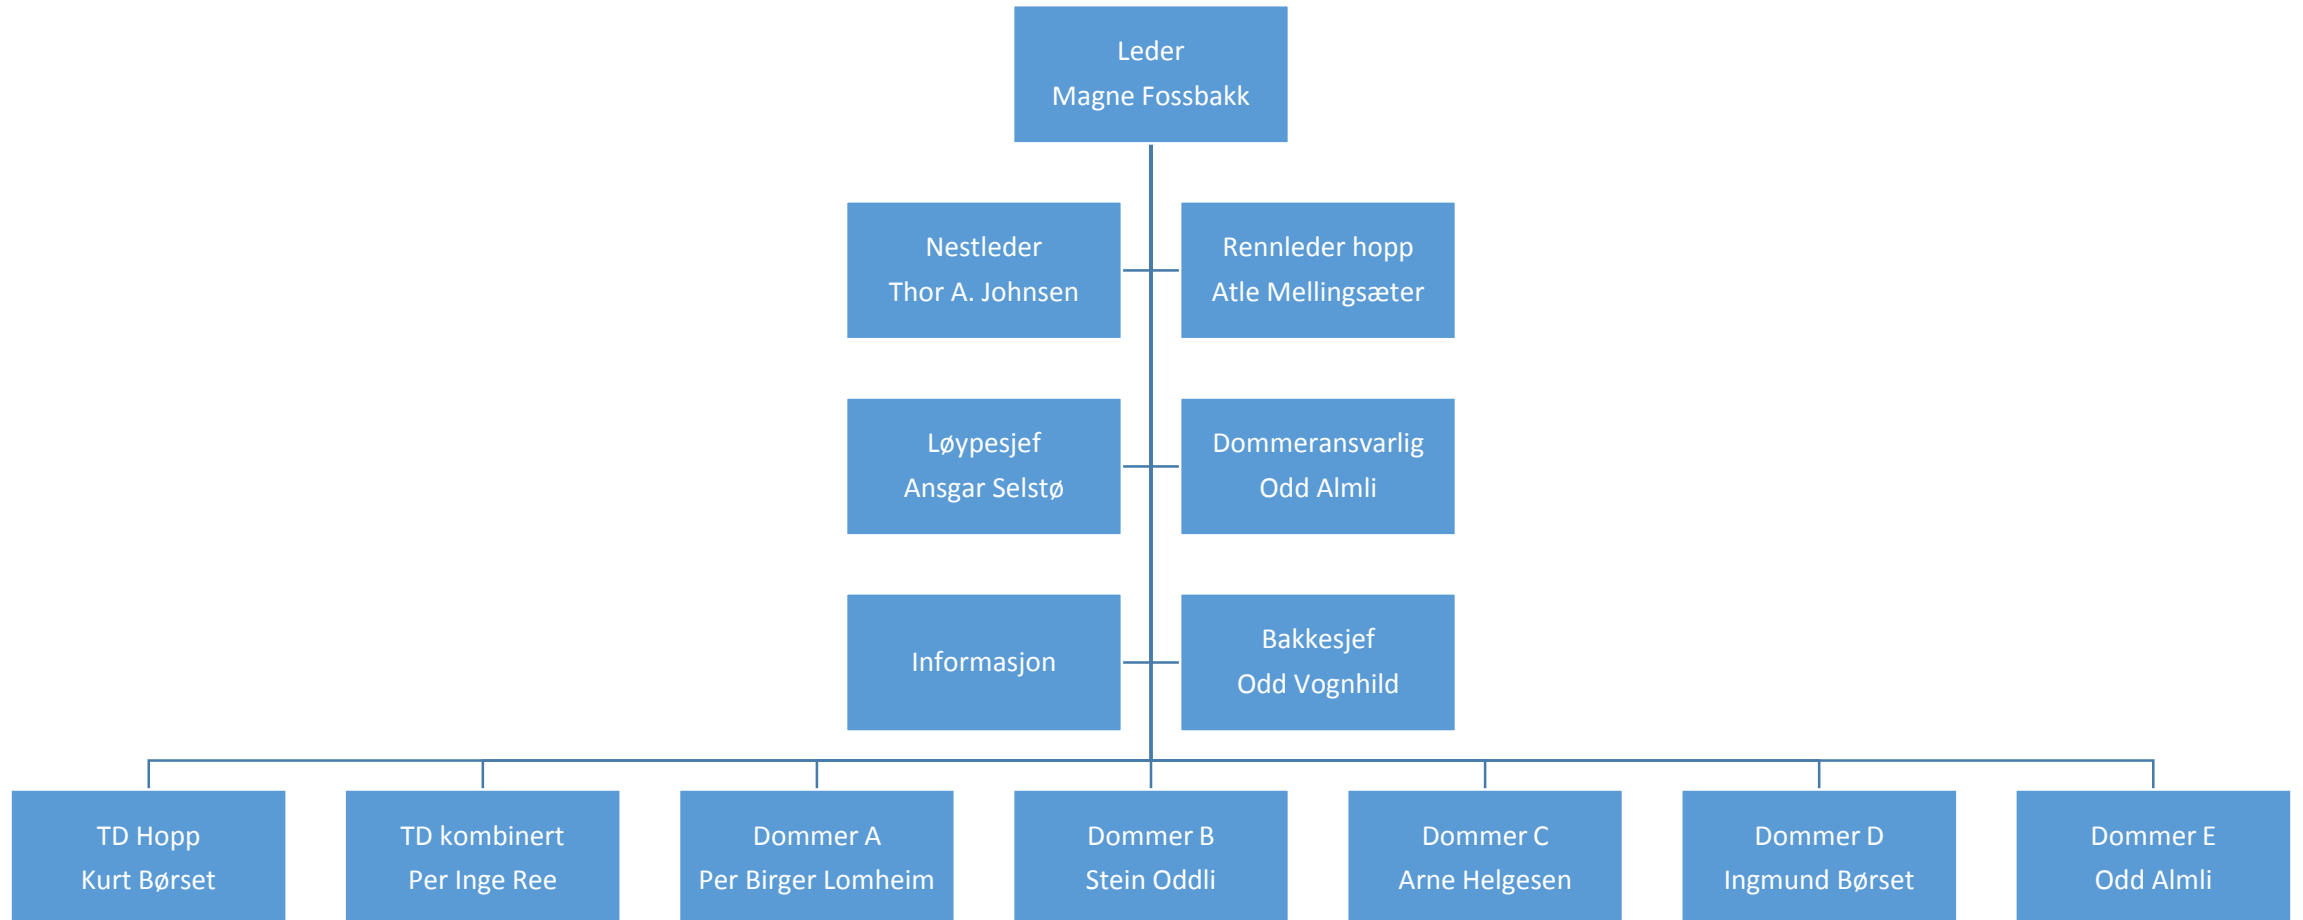 Leder
Magne Fossbakk
Nestleder
Thor A. Johnsen
Rennleder hopp
Atle Mellingsæter
Løypesjef
Ansgar Selstø
Dommeransvarlig
Odd Almli
Informasjon
Bakkesjef
Odd Vognhild
TD Hopp
Kurt Børset
TD kombinert
Per Inge Ree
Dommer A
Per Birger Lomheim
Dommer B
Stein Oddli
Dommer C
Arne Helgesen
Dommer D
Ingmund Børset
Dommer E
Odd Almli